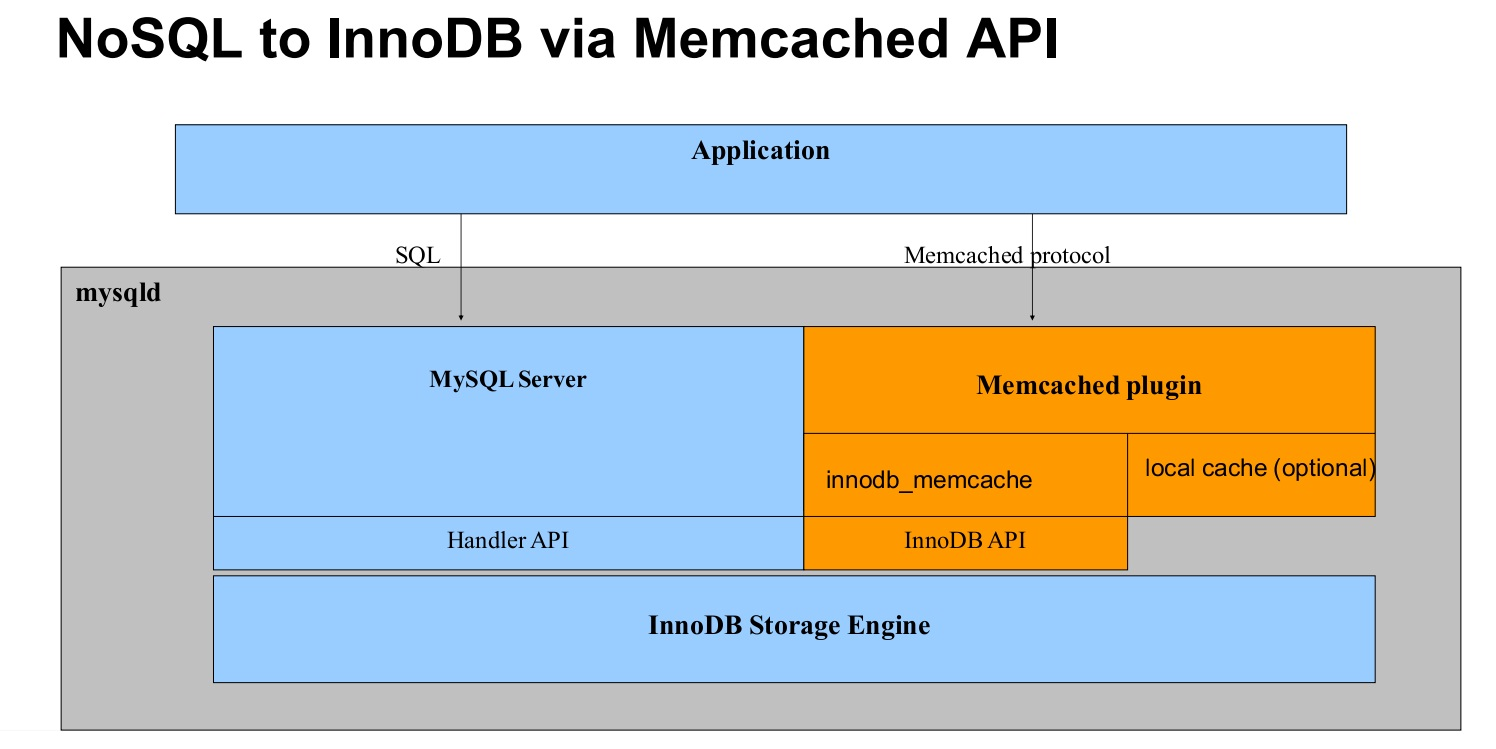 NoSQL to InnoDB via Memcached API
Application
SQL
Memcached protocol
mysqld
MySQL Server
Memcached plugin
innodb_memcache
local cache (optional)
Handler API
InnoDB API
InnoDB Storage Engine